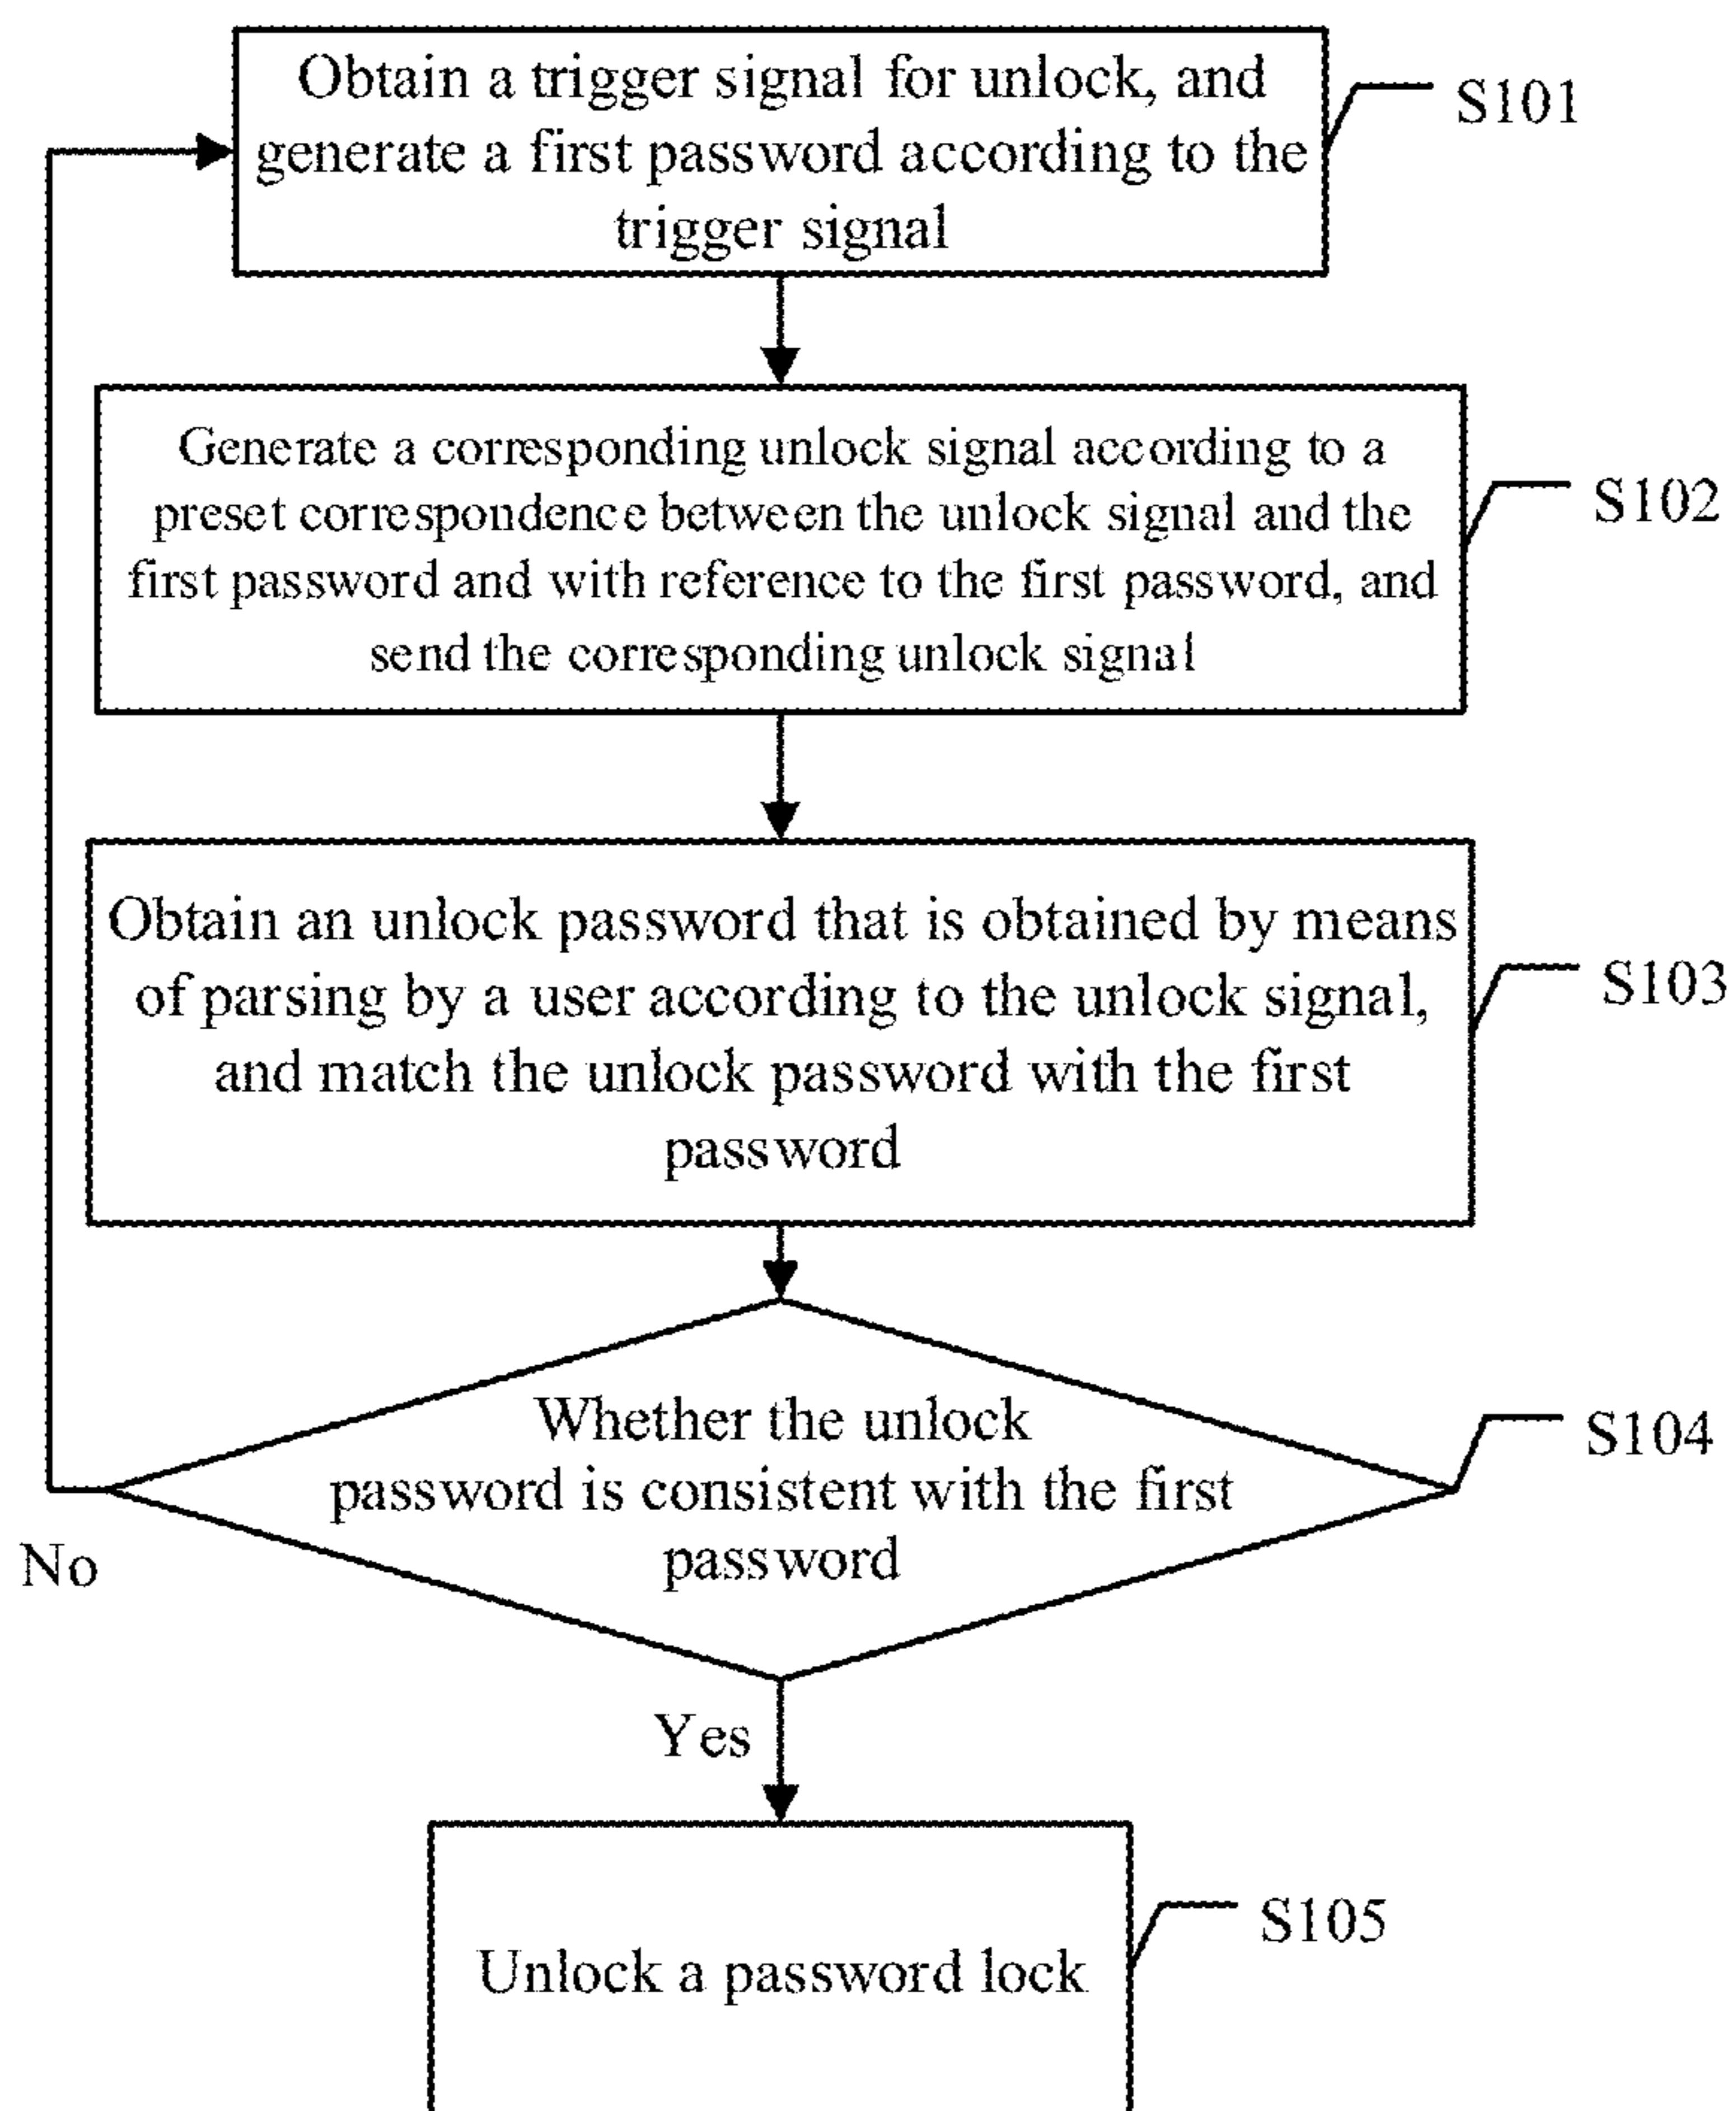 Obtain a trigger signal for unlock, and
generate a first password according to the
trigger signal
S101
Generate a corresponding unlock signal according to a
preset correspondence between the unlock signal and the
first password and with reference to the first password, and
send the corresponding unlock signal
S102
Obtain an unlock password that is obtained by means
of parsing by a user according to the unlock signal,
and match the unlock password with the first
password
S103
Whether the unlock
password is consistent with the first
password
S104
No
Yes
Unlock a password lock
S105